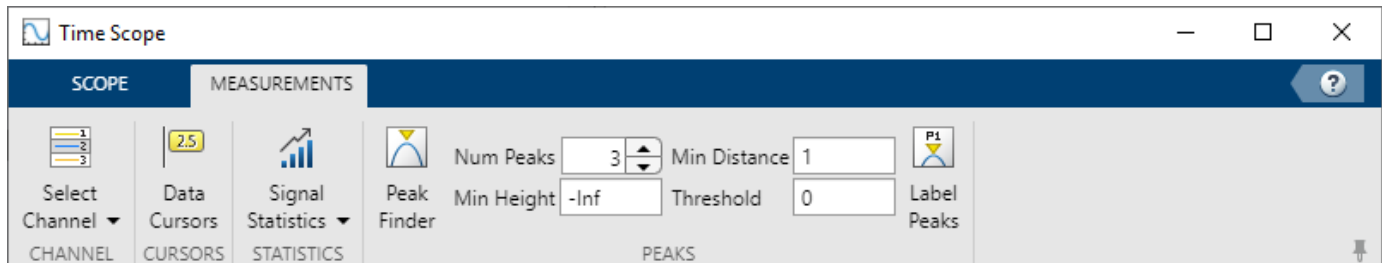 Time Scope
SCOPE MEASUREMENTS ?
1
2
3
2.5
P1
Num Peaks 3 Min Distance 1
Select Data Signal Peak Min Height -Inf Threshold 0 Label
Channel Cursors Statistics Finder Peaks
CHANNEL CURSORS STATISTICS PEAKS